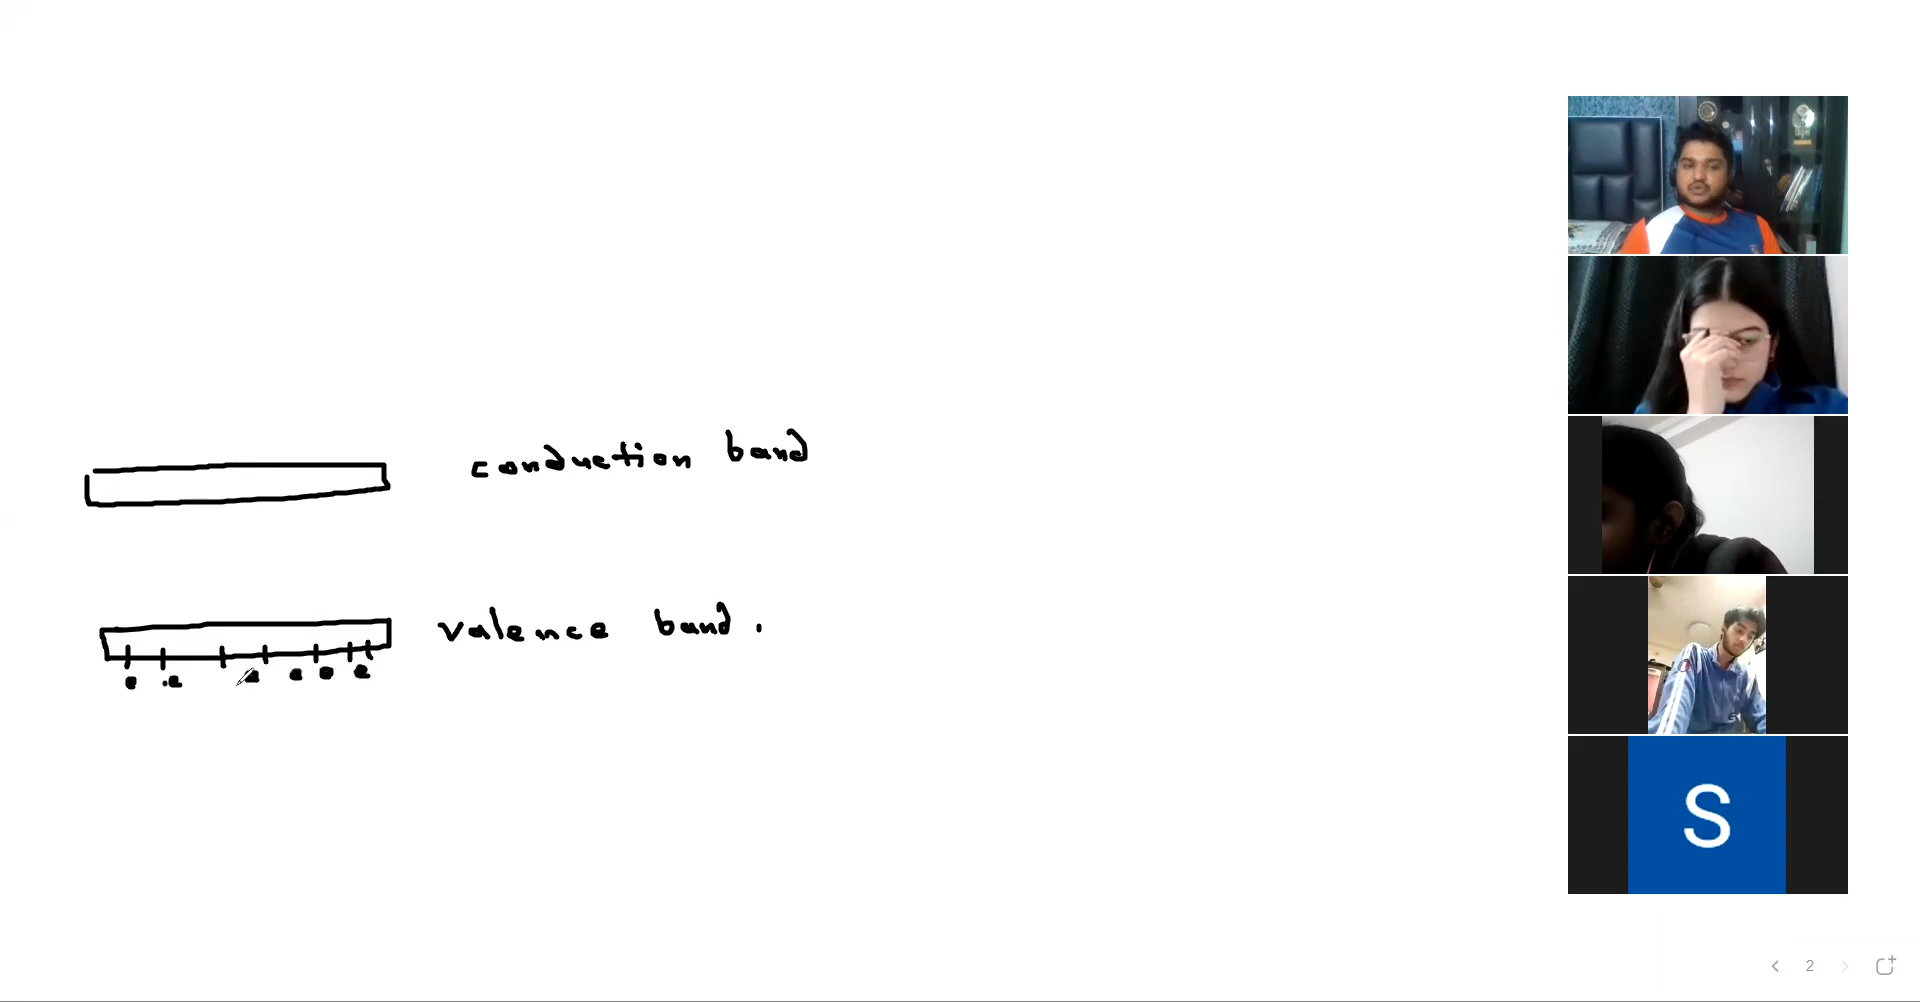 conduction band
valence band.
e .e e e e e
S
2